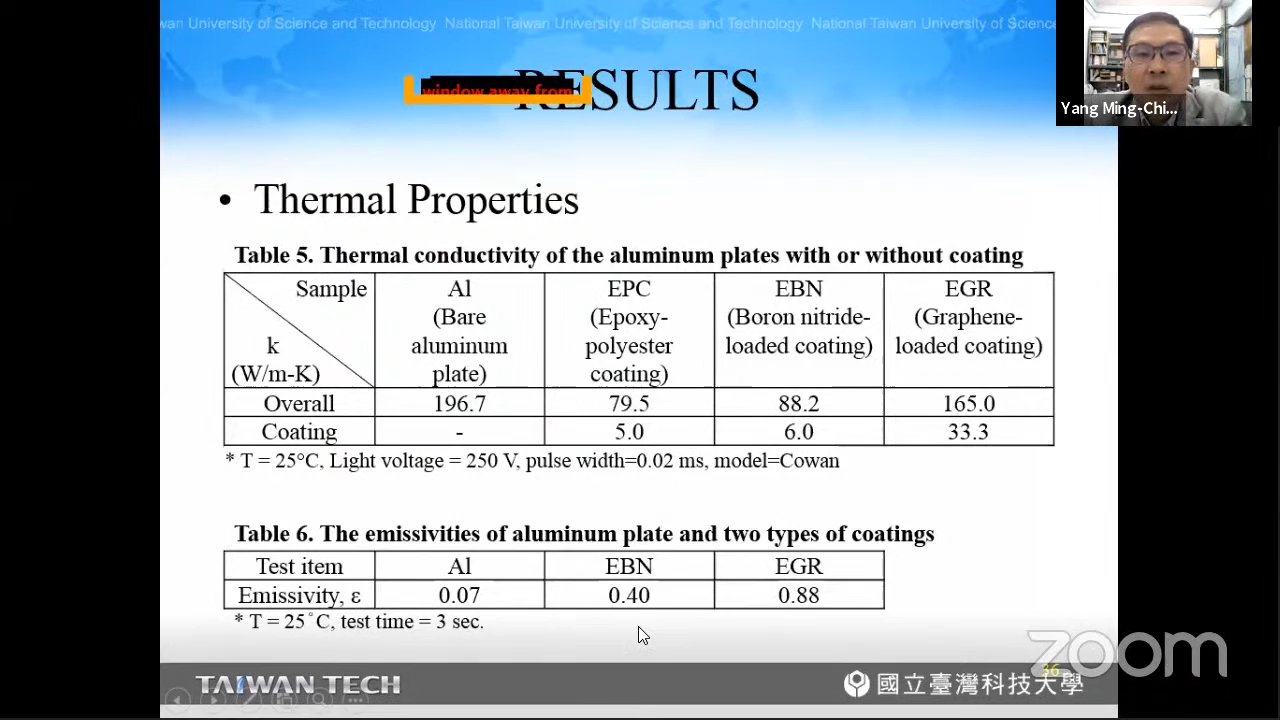 wan University of Science and Technology National Taiwan University of Science and Technology National Taiwan University of Science
window away from
RESULTS
Yang Ming-Chi...
• Thermal Properties
Table 5. Thermal conductivity of the aluminum plates with or without coating
Sample
k
(W/m-K)
Al
(Bare
aluminum
plate)
EPC
(Epoxy-
polyester
coating)
EBN
(Boron nitride-
loaded coating)
EGR
(Graphene-
loaded coating)
Overall 196.7 79.5 88.2 165.0
Coating - 5.0 6.0 33.3
* T = 25°C, Light voltage = 250 V, pulse width=0.02 ms, model=Cowan
Table 6. The emissivities of aluminum plate and two types of coatings
Test item Al EBN EGR
Emissivity, ε 0.07 0.40 0.88
* T = 25°C, test time = 3 sec.
zoom
36
TAIWAN TECH
國立臺灣科技大學